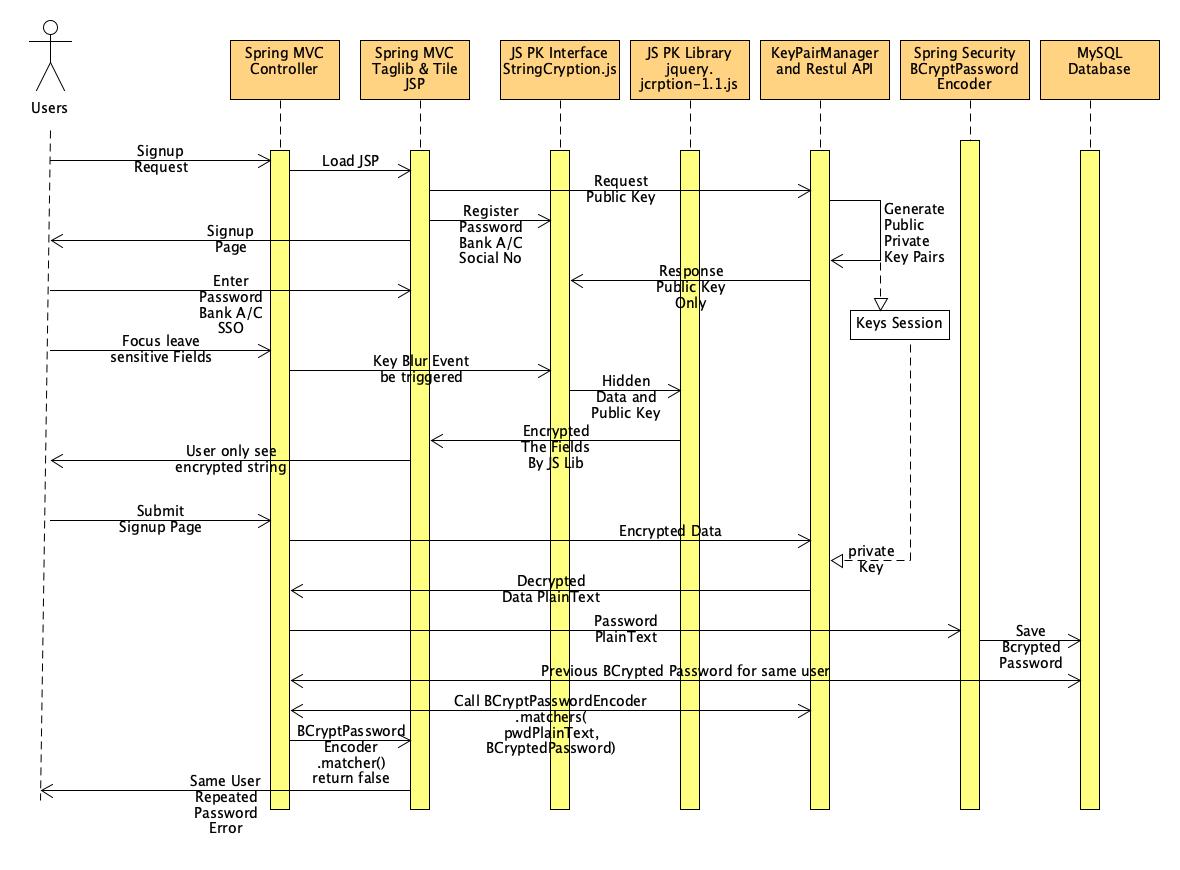 Users
Spring MVC
Controller
Spring MVC
Taglib & Tile
JSP
JS PK Interface
StringCryption.js
JS PK Library
jquery.
jcrption-1.1.js
KeyPairManager
and Restul API
Spring Security
BCryptPassword
Encoder
MySQL
Database
Signup
Request
Load JSP
Request
Public Key
Register
Password
Bank A/C
Social No
Generate
Public
Private
Key Pairs
Signup
Page
Response
Public Key
Only
Enter
Password
Bank A/C
SSO
Keys Session
Focus leave
sensitive Fields
Key Blur Event
be triggered
Hidden
Data and
Public Key
Encrypted
The Fields
By JS Lib
User only see
encrypted string
Submit
Signup Page
Encrypted Data
private
Key
Decrypted
Data PlainText
Password
PlainText
Save
Bcrypted
Password
Previous BCrypted Password for same user
Call BCryptPasswordEncoder
.matchers(
pwdPlainText,
BCryptedPassword)
BCryptPassword
Encoder
.matcher()
return false
Same User
Repeated
Password
Error